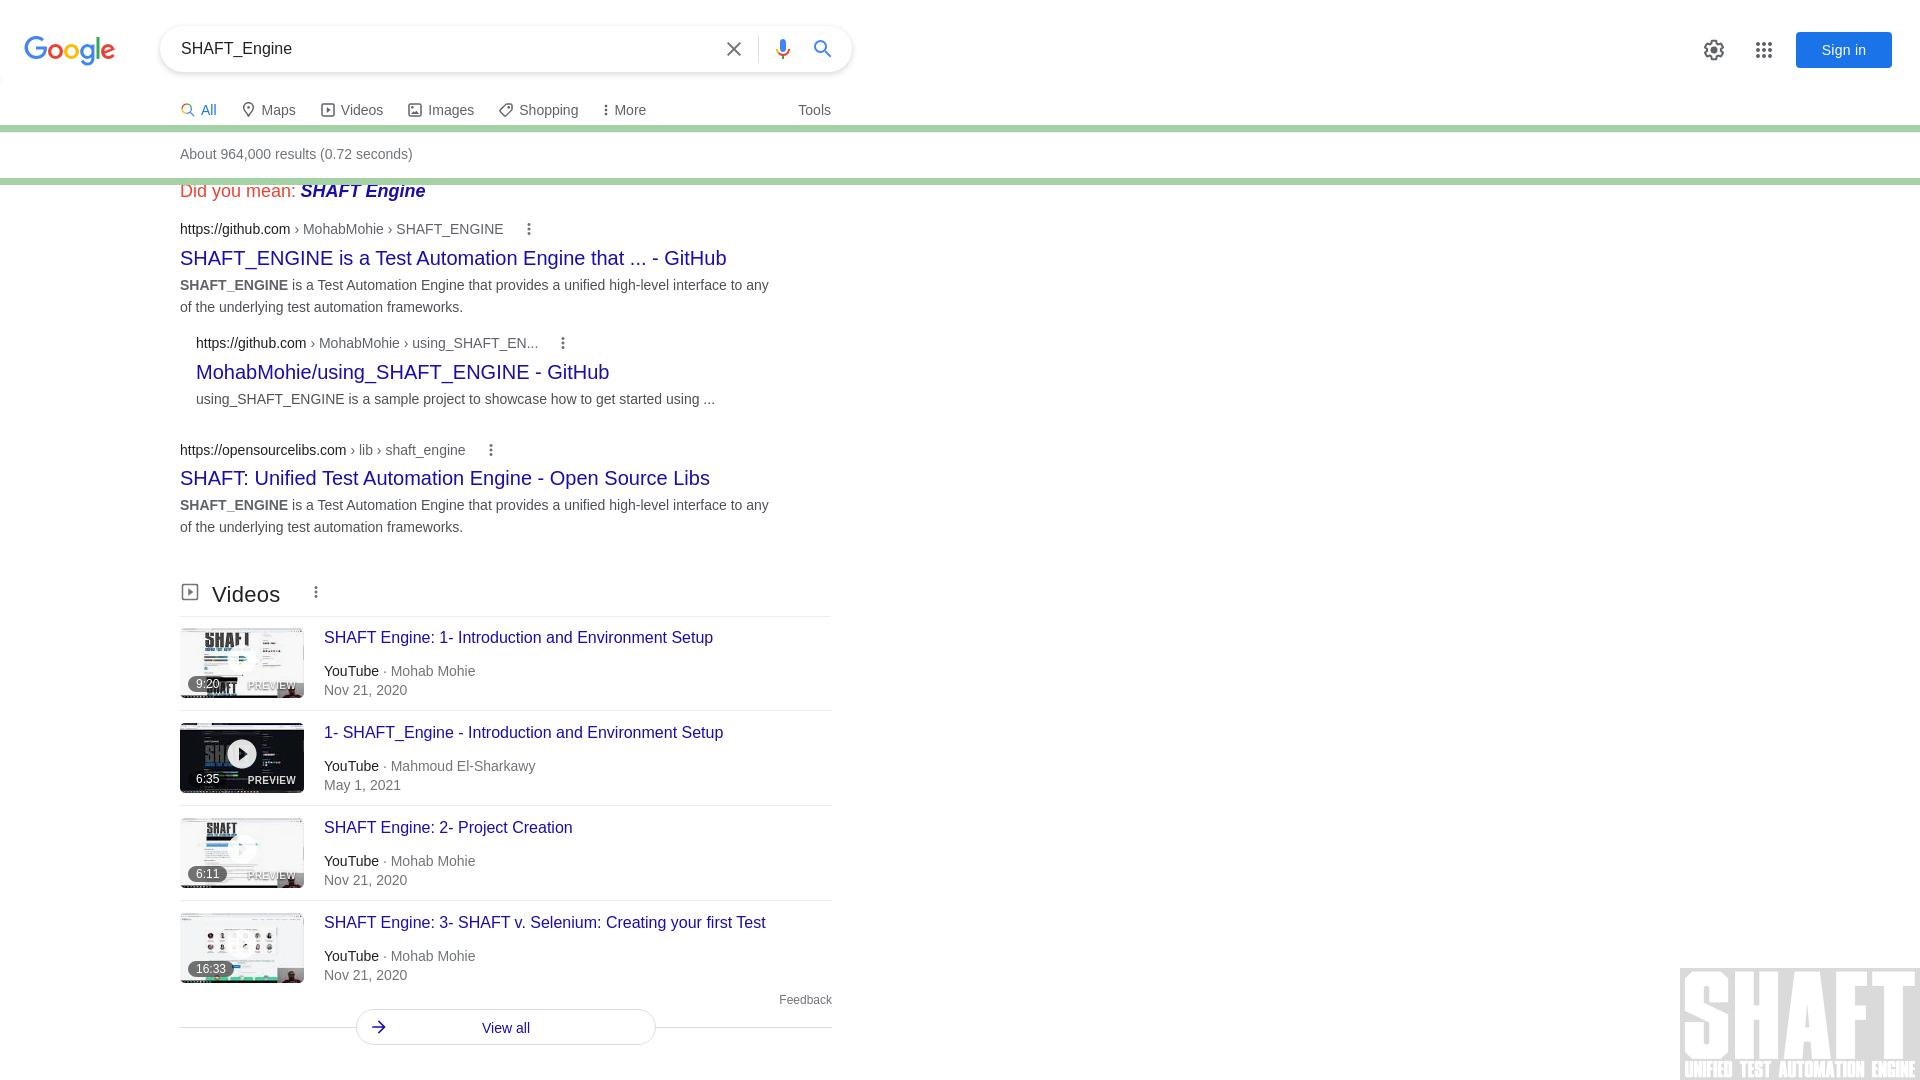 Google
SHAFT_Engine
Sign in
All
Maps
Videos
Images
Shopping
More
Tools
About 964,000 results (0.72 seconds)
Did you mean: SHAFT Engine
https://github.com › MohabMohie › SHAFT_ENGINE
SHAFT_ENGINE is a Test Automation Engine that ... - GitHub
SHAFT_ENGINE is a Test Automation Engine that provides a unified high-level interface to any
of the underlying test automation frameworks.
https://github.com › MohabMohie › using_SHAFT_EN...
MohabMohie/using_SHAFT_ENGINE - GitHub
using_SHAFT_ENGINE is a sample project to showcase how to get started using ...
https://opensourcelibs.com › lib › shaft_engine
SHAFT: Unified Test Automation Engine - Open Source Libs
SHAFT_ENGINE is a Test Automation Engine that provides a unified high-level interface to any
of the underlying test automation frameworks.
Videos
SHAFT
9:20
PREVIEW
SHAFT Engine: 1- Introduction and Environment Setup
YouTube · Mohab Mohie
Nov 21, 2020
6:35
PREVIEW
1- SHAFT_Engine - Introduction and Environment Setup
YouTube · Mahmoud El-Sharkawy
May 1, 2021
SHAFT
6:11
PREVIEW
SHAFT Engine: 2- Project Creation
YouTube · Mohab Mohie
Nov 21, 2020
16:33
SHAFT Engine: 3- SHAFT v. Selenium: Creating your first Test
YouTube · Mohab Mohie
Nov 21, 2020
Feedback
View all
SHAFT
UNIFIED TEST AUTOMATION ENGINE